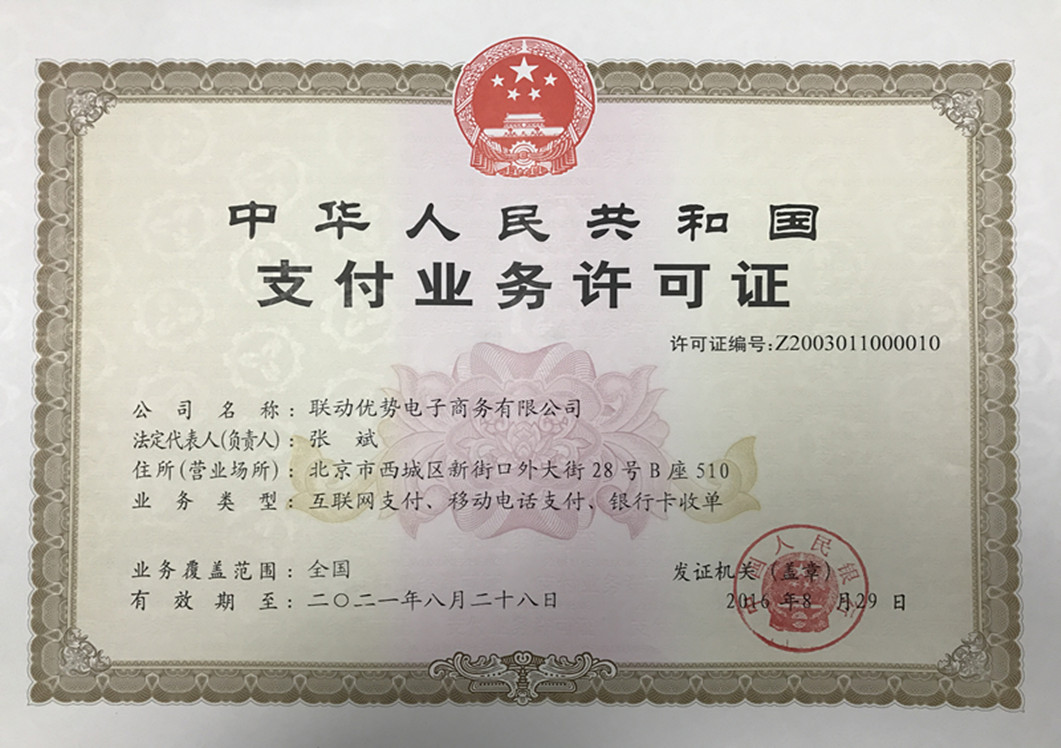 中华人民共和国
支付业务许可证
许可证编号:Z2003011000010
公司名称：联动优势电子商务有限公司
法定代表人(负责人)：张 斌
住所(营业场所)：北京市西城区新街口外大街28号B座510
业务类型：互联网支付、移动电话支付、银行卡收单
业务覆盖范围：全国
有效期至：二〇二一年八月二十八日
发证机关（盖章）
2016年8月29日
中国人民银行